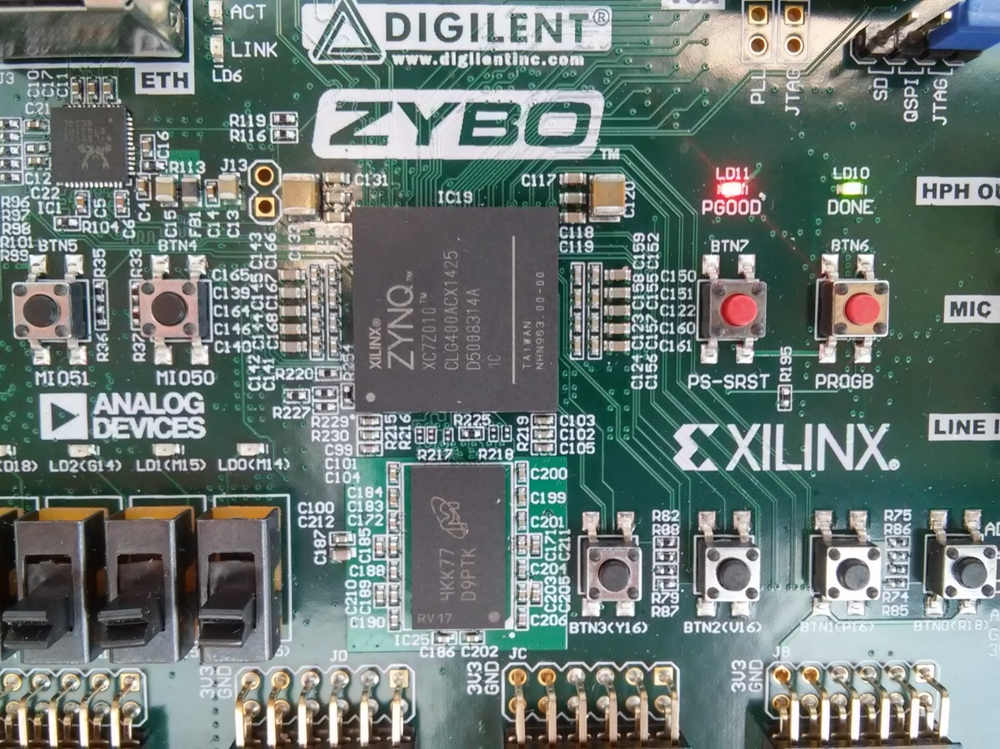 ACT
LINK
LD6
ETH
DIGILENT®
www.digilentinc.com
ZYBO™
PLL
JTAG
SD
QSPI
JTAG
J3
C10
C17
C11
C21
C12
C22
IC1
C16
R119
R116
R113
J13
C131
C117
C120
IC19
LD11
PGOOD
LD10
DONE
HPH OU
R96
R97
R98
R101
R99
R104
C5
C6
C4
C15
FB1
C14
C13
C143
C166
C118
C119
BTN5
BTN4
R35
R33
R36
R37
C165
C139
C164
C146
C140
C145
C167
C168
C142
C141
XILINX®
ZYNQ™
XC7Z010™
CLG400ACX1425
D5008314A
1C
TAIWAN
NHN963.00-00
C159
C152
C158
C155
C123
C157
C124
C156
C150
C151
C122
C160
C161
BTN7
BTN6
MIC
MIO51
MIO50
R220
R254
R227
R229
R230
C99
C101
C104
PS-SRST
R195
PROGB
ANALOG
DEVICES
R215
R216
R225
R219
R217
R218
C103
C102
C105
XILINX®
LINE I
LD2(G14)
LD1(M15)
LD0(M14)
C200
C199
C201
C171
C211
C204
C203
C205
C206
C184
C183
C172
C185
C188
C189
C210
C190
C100
C212
C187
4KK77
D9PTK
RV17
IC25
C186
C202
R82
R88
R79
R87
R75
R86
R74
R85
BTN3(Y16)
BTN2(V16)
BTN1(P16)
BTN0(R18)
3V3
GND
JD
3V3
GND
JC
3V3
GND
JB